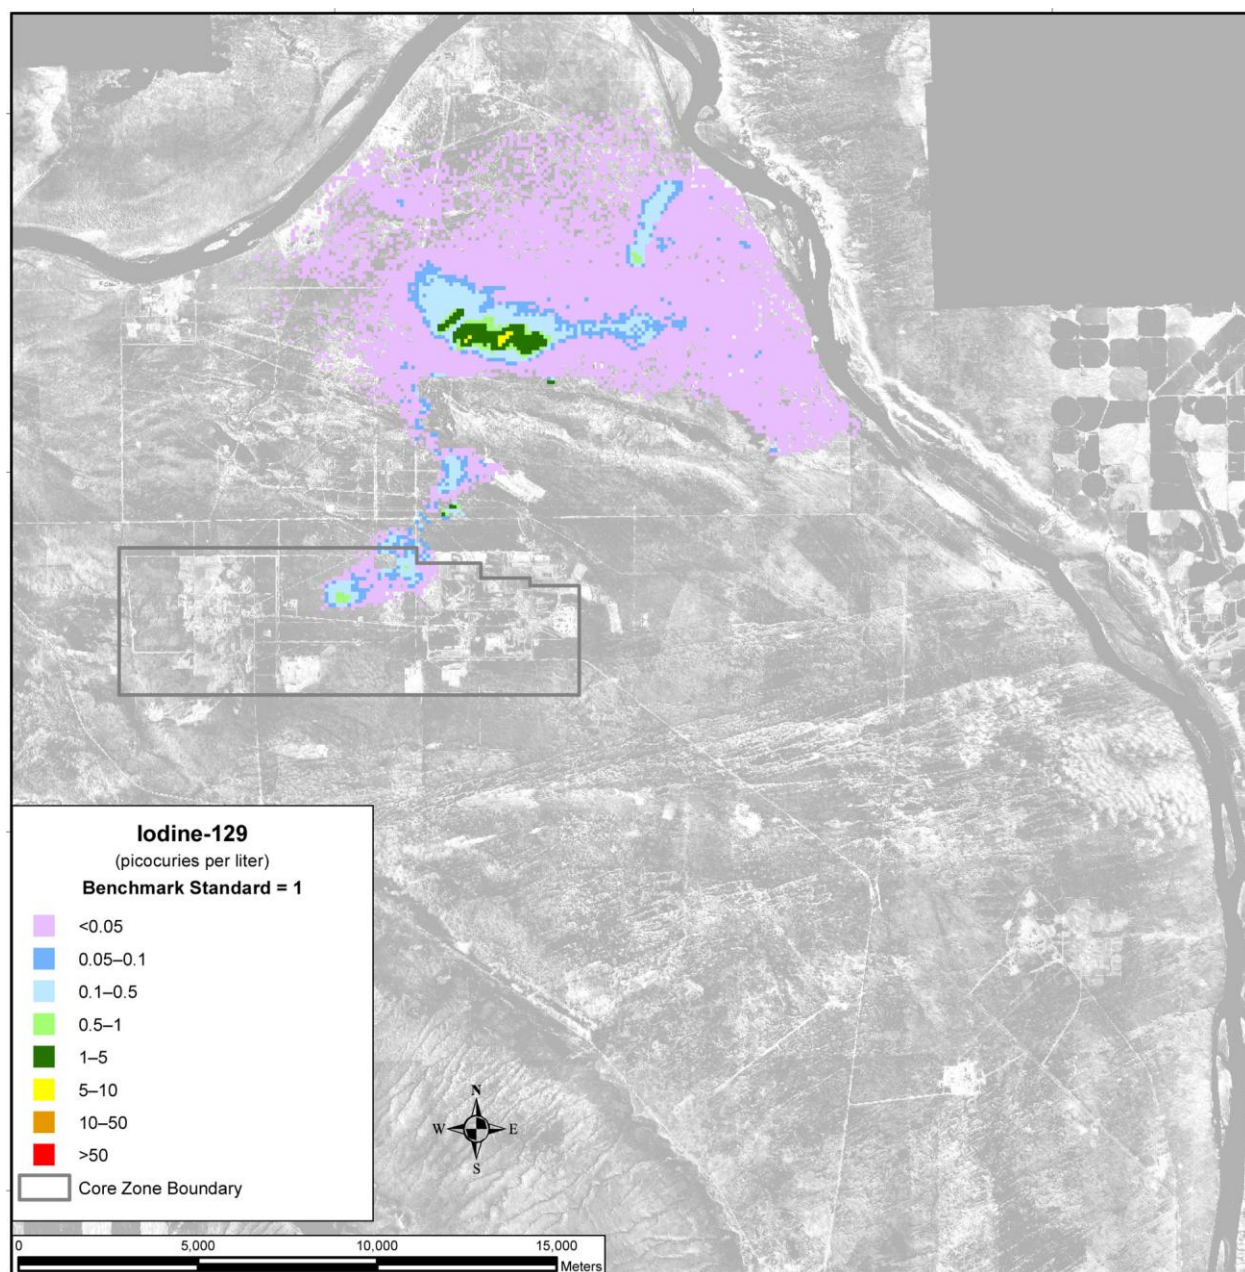 Iodine-129
(picocuries per liter)
Benchmark Standard = 1
<0.05
0.05–0.1
0.1–0.5
0.5–1
1–5
5–10
10–50
>50
Core Zone Boundary
N
W E
S
0 5,000 10,000 15,000
Meters